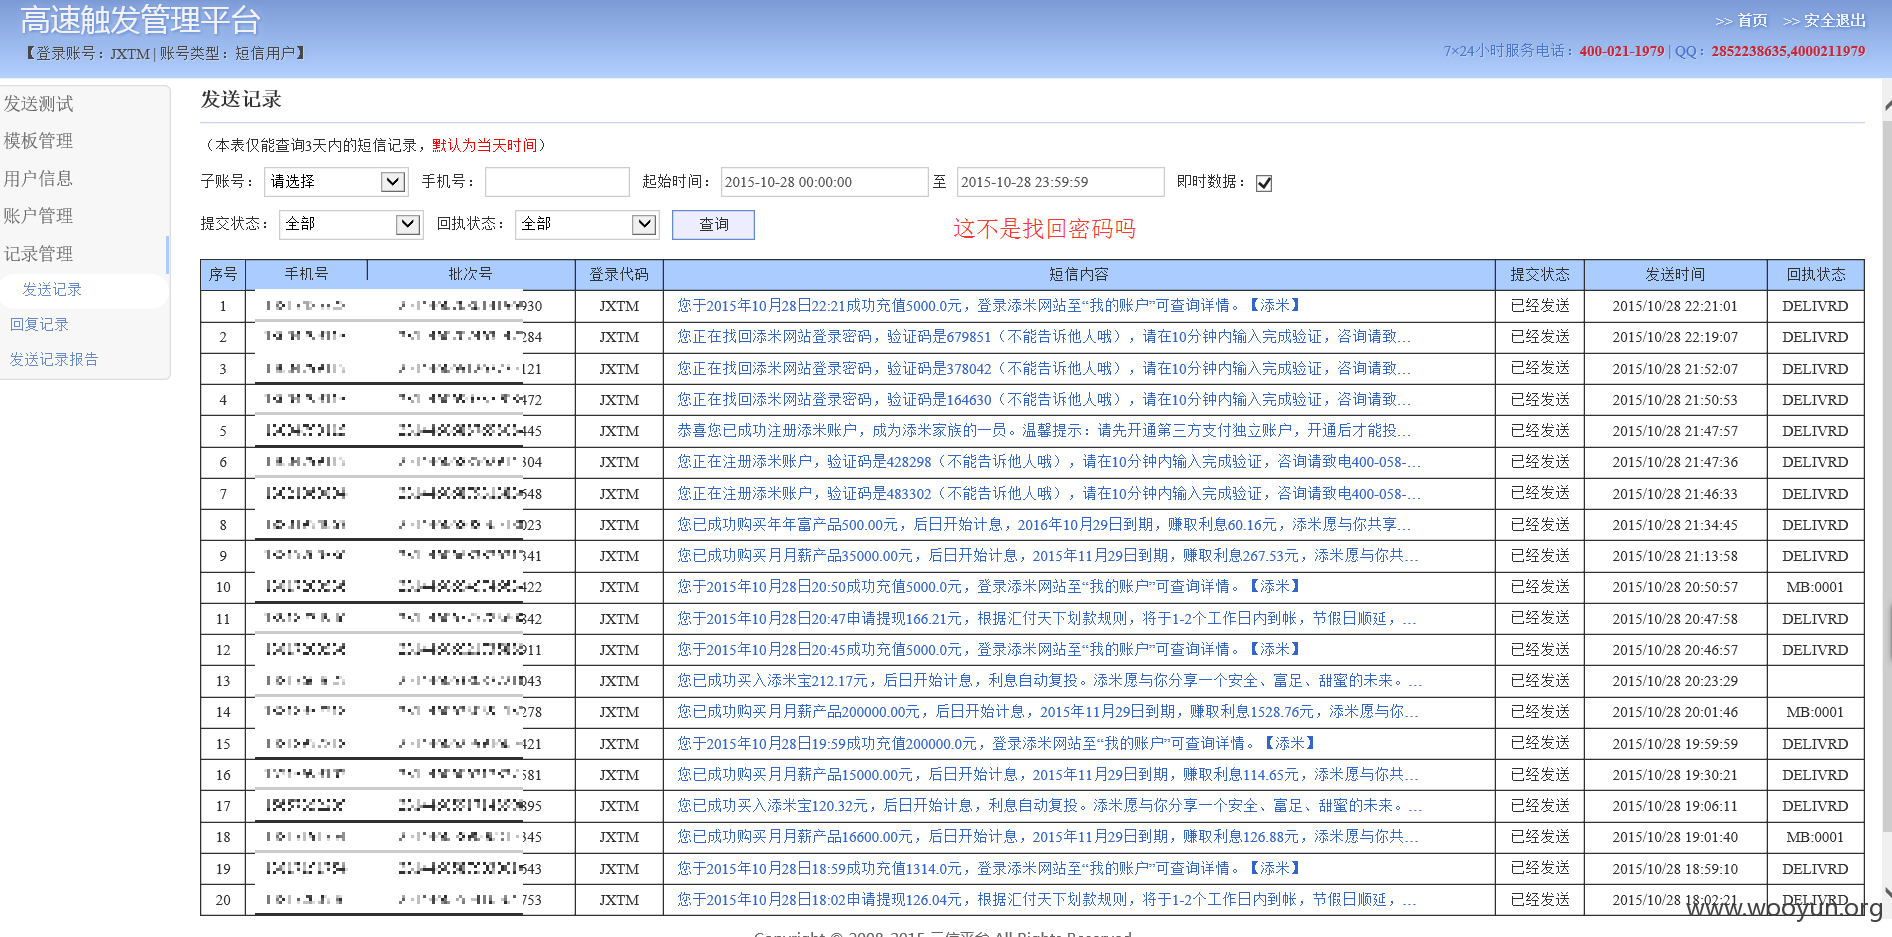 高速触发管理平台
【登录账号：JXTM | 账号类型：短信用户】
>> 首页 >> 安全退出
7×24小时服务电话：400-021-1979 | QQ：2852238635,4000211979
发送测试
模板管理
用户信息
账户管理
记录管理
发送记录
回复记录
发送记录报告
发送记录
（本表仅能查询3天内的短信记录，默认为当天时间）
子账号： 请选择 手机号： 起始时间： 2015-10-28 00:00:00 至 2015-10-28 23:59:59 即时数据：
提交状态： 全部 回执状态： 全部 查询
这不是找回密码吗
序号 手机号 批次号 登录代码 短信内容 提交状态 发送时间 回执状态
1 930 JXTM 您于2015年10月28日22:21成功充值5000.0元，登录添米网站至“我的账户”可查询详情。【添米】 已经发送 2015/10/28 22:21:01 DELIVRD
2 284 JXTM 您正在找回添米网站登录密码，验证码是679851（不能告诉他人哦），请在10分钟内输入完成验证，咨询请致... 已经发送 2015/10/28 22:19:07 DELIVRD
3 121 JXTM 您正在找回添米网站登录密码，验证码是378042（不能告诉他人哦），请在10分钟内输入完成验证，咨询请致... 已经发送 2015/10/28 21:52:07 DELIVRD
4 472 JXTM 您正在找回添米网站登录密码，验证码是164630（不能告诉他人哦），请在10分钟内输入完成验证，咨询请致... 已经发送 2015/10/28 21:50:53 DELIVRD
5 445 JXTM 恭喜您已成功注册添米账户，成为添米家族的一员。温馨提示：请先开通第三方支付独立账户，开通后才能投... 已经发送 2015/10/28 21:47:57 DELIVRD
6 304 JXTM 您正在注册添米账户，验证码是428298（不能告诉他人哦），请在10分钟内输入完成验证，咨询请致电400-058-... 已经发送 2015/10/28 21:47:36 DELIVRD
7 548 JXTM 您正在注册添米账户，验证码是483302（不能告诉他人哦），请在10分钟内输入完成验证，咨询请致电400-058-... 已经发送 2015/10/28 21:46:33 DELIVRD
8 023 JXTM 您已成功购买年年富产品500.00元，后日开始计息，2016年10月29日到期，赚取利息60.16元，添米愿与你共享... 已经发送 2015/10/28 21:34:45 DELIVRD
9 341 JXTM 您已成功购买月月薪产品35000.00元，后日开始计息，2015年11月29日到期，赚取利息267.53元，添米愿与你共... 已经发送 2015/10/28 21:13:58 DELIVRD
10 422 JXTM 您于2015年10月28日20:50成功充值5000.0元，登录添米网站至“我的账户”可查询详情。【添米】 已经发送 2015/10/28 20:50:57 MB:0001
11 342 JXTM 您于2015年10月28日20:47申请提现166.21元，根据汇付天下划款规则，将于1-2个工作日内到帐，节假日顺延，... 已经发送 2015/10/28 20:47:58 DELIVRD
12 911 JXTM 您于2015年10月28日20:45成功充值5000.0元，登录添米网站至“我的账户”可查询详情。【添米】 已经发送 2015/10/28 20:46:57 DELIVRD
13 043 JXTM 您已成功买入添米宝212.17元，后日开始计息，利息自动复投。添米愿与你分享一个安全、富足、甜蜜的未来。... 已经发送 2015/10/28 20:23:29
14 278 JXTM 您已成功购买月月薪产品200000.00元，后日开始计息，2015年11月29日到期，赚取利息1528.76元，添米愿与你... 已经发送 2015/10/28 20:01:46 MB:0001
15 421 JXTM 您于2015年10月28日19:59成功充值200000.0元，登录添米网站至“我的账户”可查询详情。【添米】 已经发送 2015/10/28 19:59:59 DELIVRD
16 581 JXTM 您已成功购买月月薪产品15000.00元，后日开始计息，2015年11月29日到期，赚取利息114.65元，添米愿与你共... 已经发送 2015/10/28 19:30:21 DELIVRD
17 395 JXTM 您已成功买入添米宝120.32元，后日开始计息，利息自动复投。添米愿与你分享一个安全、富足、甜蜜的未来。... 已经发送 2015/10/28 19:06:11 DELIVRD
18 345 JXTM 您已成功购买月月薪产品16600.00元，后日开始计息，2015年11月29日到期，赚取利息126.88元，添米愿与你共... 已经发送 2015/10/28 19:01:40 MB:0001
19 543 JXTM 您于2015年10月28日18:59成功充值1314.0元，登录添米网站至“我的账户”可查询详情。【添米】 已经发送 2015/10/28 18:59:10 DELIVRD
20 753 JXTM 您于2015年10月28日18:02申请提现126.04元，根据汇付天下划款规则，将于1-2个工作日内到帐，节假日顺延，... 已经发送 2015/10/28 18:02:21 DELIVRD
www.wooyun.org
Copyright © 2008-2015 三信平台 All Rights Reserved